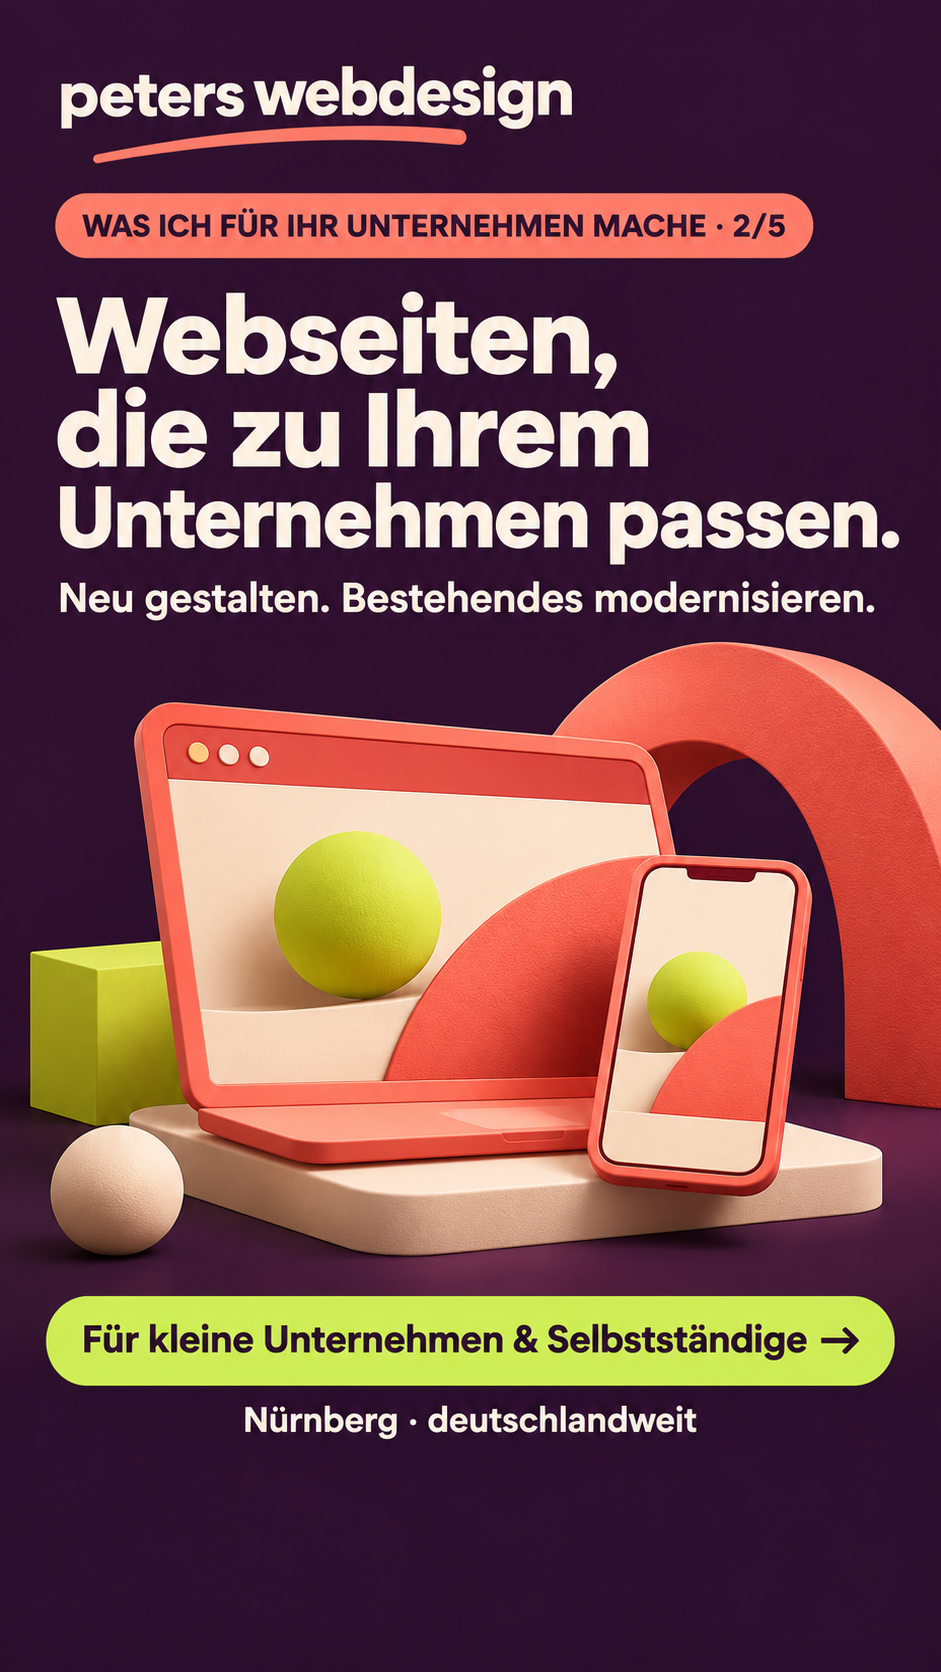 peters webdesign
WAS ICH FÜR IHR UNTERNEHMEN MACHE · 2/5
Webseiten,
die zu Ihrem
Unternehmen passen.
Neu gestalten. Bestehendes modernisieren.
Für kleine Unternehmen & Selbstständige →
Nürnberg · deutschlandweit